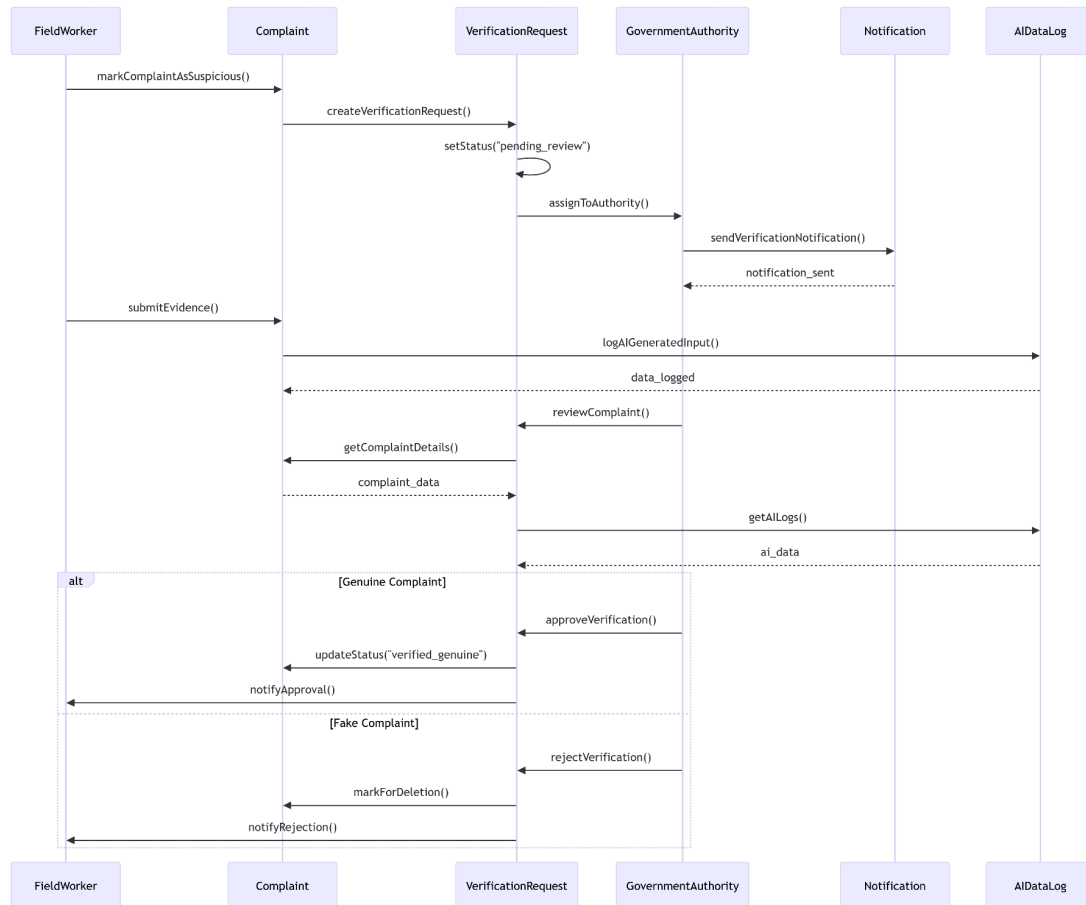 FieldWorker
Complaint
VerificationRequest
GovernmentAuthority
Notification
AIDataLog
markComplaintAsSuspicious()
createVerificationRequest()
setStatus("pending_review")
assignToAuthority()
sendVerificationNotification()
notification_sent
submitEvidence()
logAIGeneratedInput()
data_logged
reviewComplaint()
getComplaintDetails()
complaint_data
getAILogs()
ai_data
alt
[Genuine Complaint]
approveVerification()
updateStatus("verified_genuine")
notifyApproval()
[Fake Complaint]
rejectVerification()
markForDeletion()
notifyRejection()
FieldWorker
Complaint
VerificationRequest
GovernmentAuthority
Notification
AIDataLog